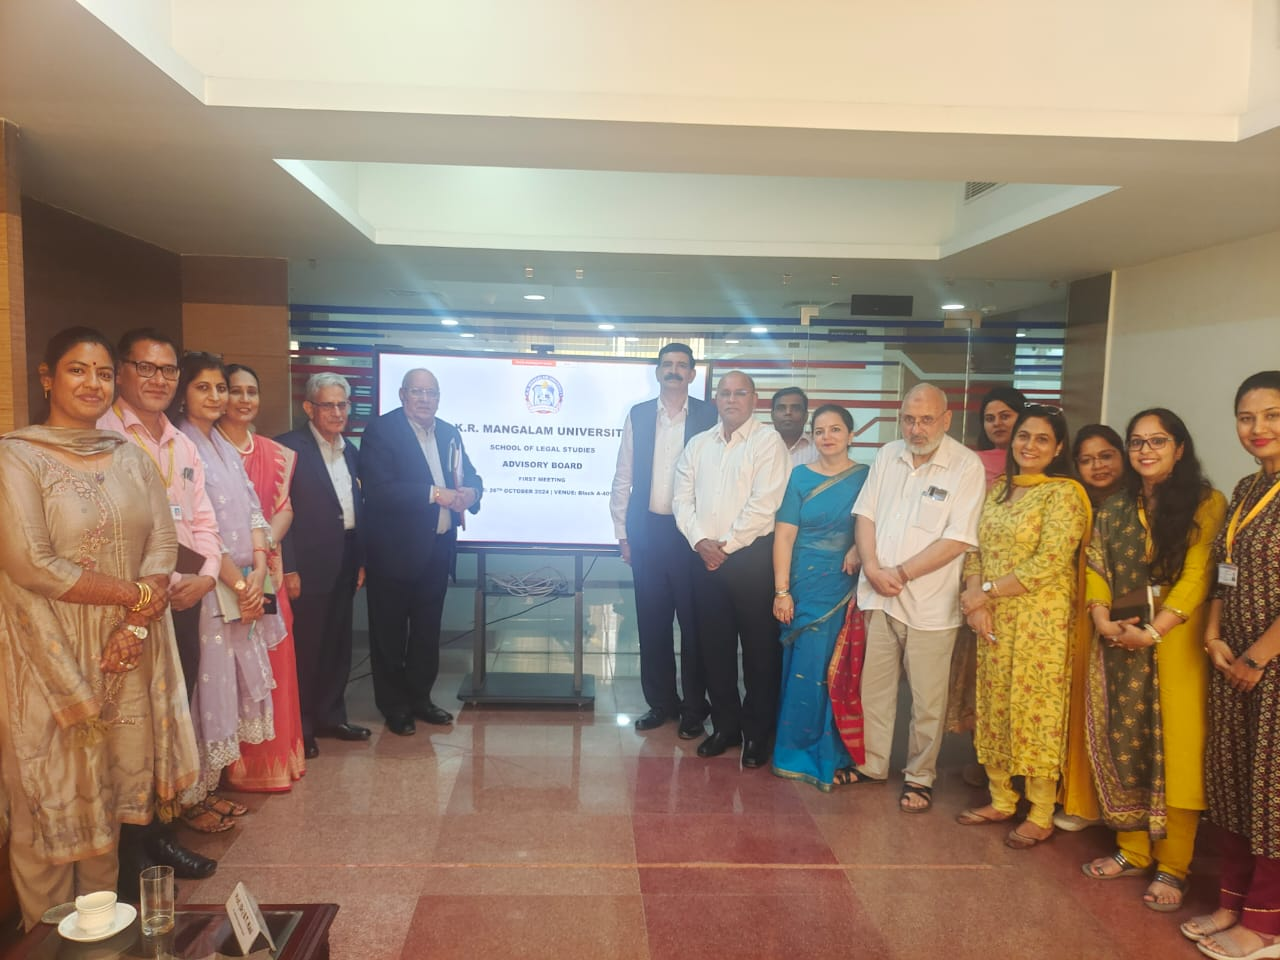 K.R. MANGALAM UNIVERSIT
SCHOOL OF LEGAL STUDIES
ADVISORY BOARD
FIRST MEETING
26TH OCTOBER 2024 | VENUE: Block A-40